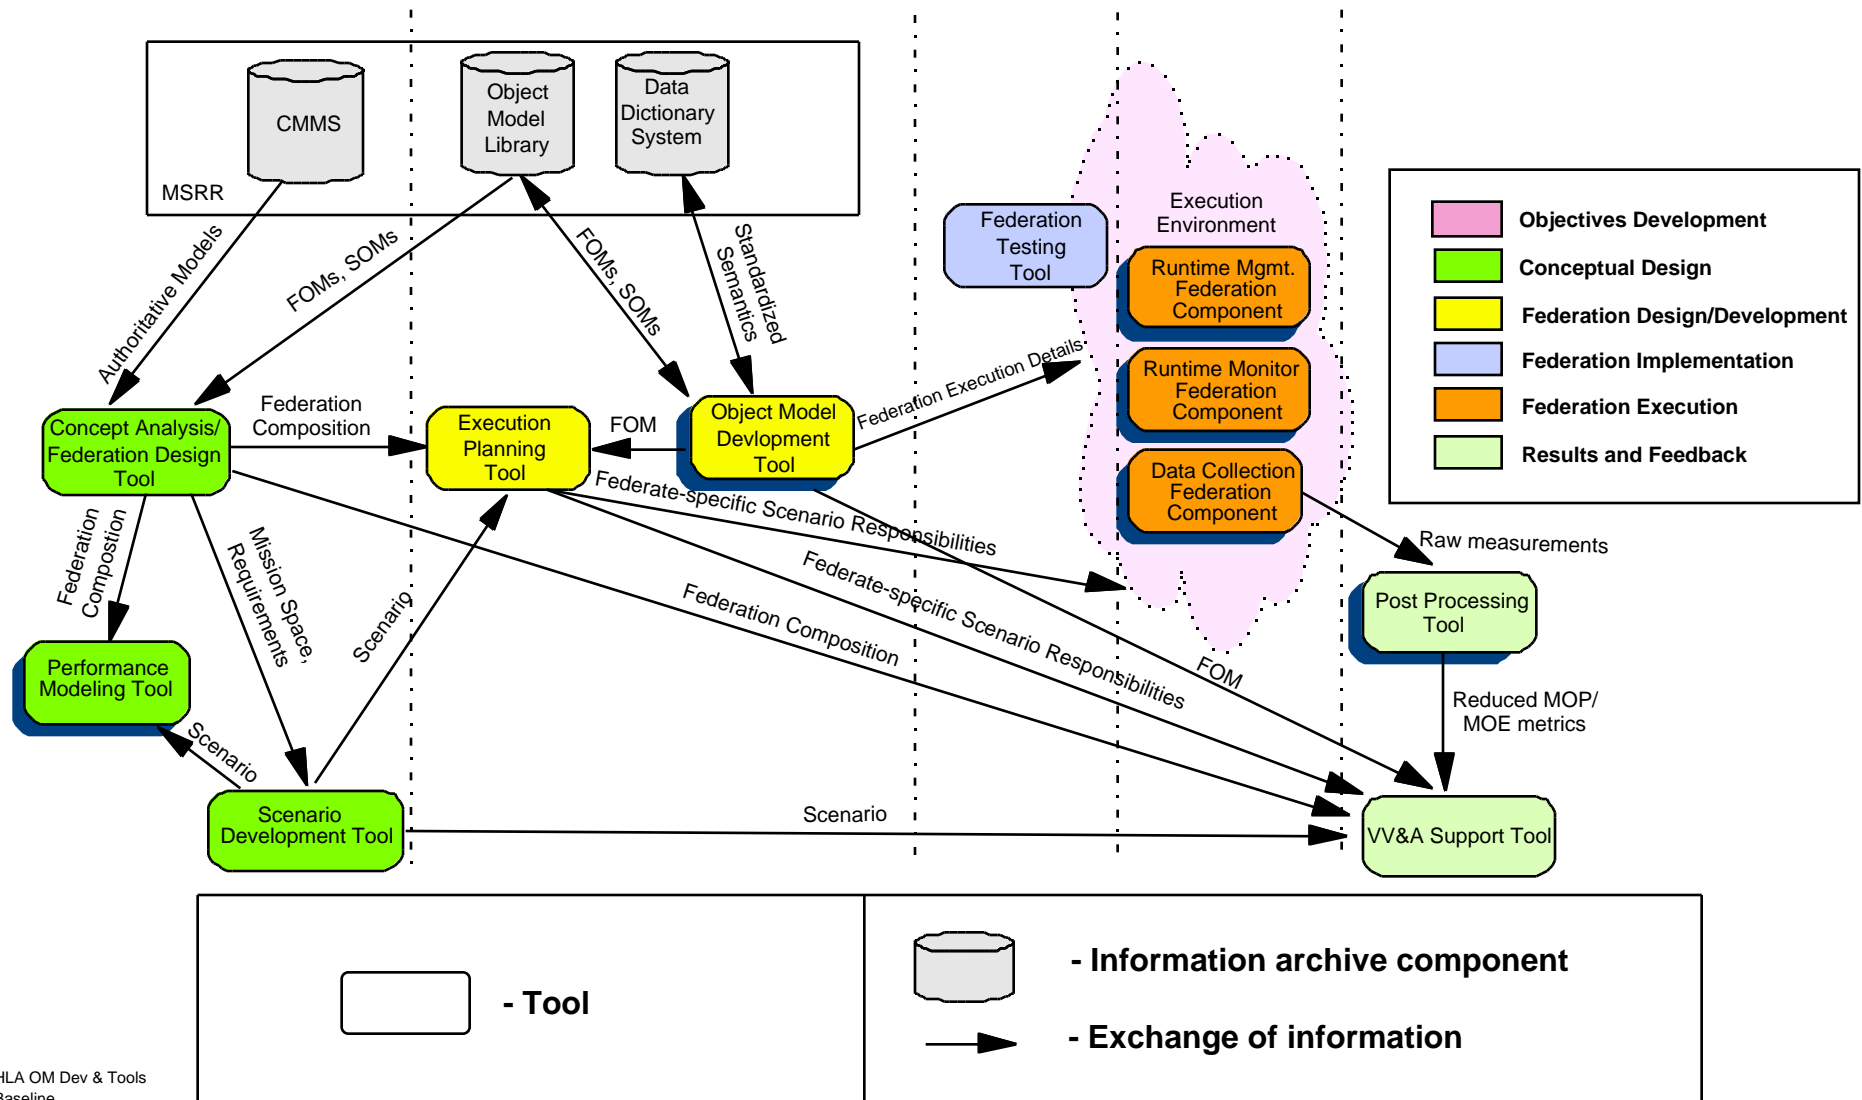 CMMS
Object
Model
Library
Data
Dictionary
System
MSRR
Authoritative Models
FOMs, SOMs
FOMs, SOMs
Standardized
Semantics
Federation
Testing
Tool
Execution
Environment
Runtime Mgmt.
Federation
Component
Runtime Monitor
Federation
Component
Data Collection
Federation
Component
Objectives Development
Conceptual Design
Federation Design/Development
Federation Implementation
Federation Execution
Results and Feedback
Concept Analysis/
Federation Design
Tool
Federation
Composition
Execution
Planning
Tool
FOM
Object Model
Devlopment
Tool
Federation Execution Details
Federate-specific Scenario Responsibilities
Federate-specific Scenario Responsibilities
Federation Composition
FOM
Raw measurements
Post Processing
Tool
Reduced MOP/
MOE metrics
Federation
Compostion
Mission Space,
Requirements
Scenario
Performance
Modeling Tool
Scenario
Scenario
Development Tool
Scenario
VV&A Support Tool
- Tool
- Information archive component
- Exchange of information
HLA OM Dev & Tools
Baseline